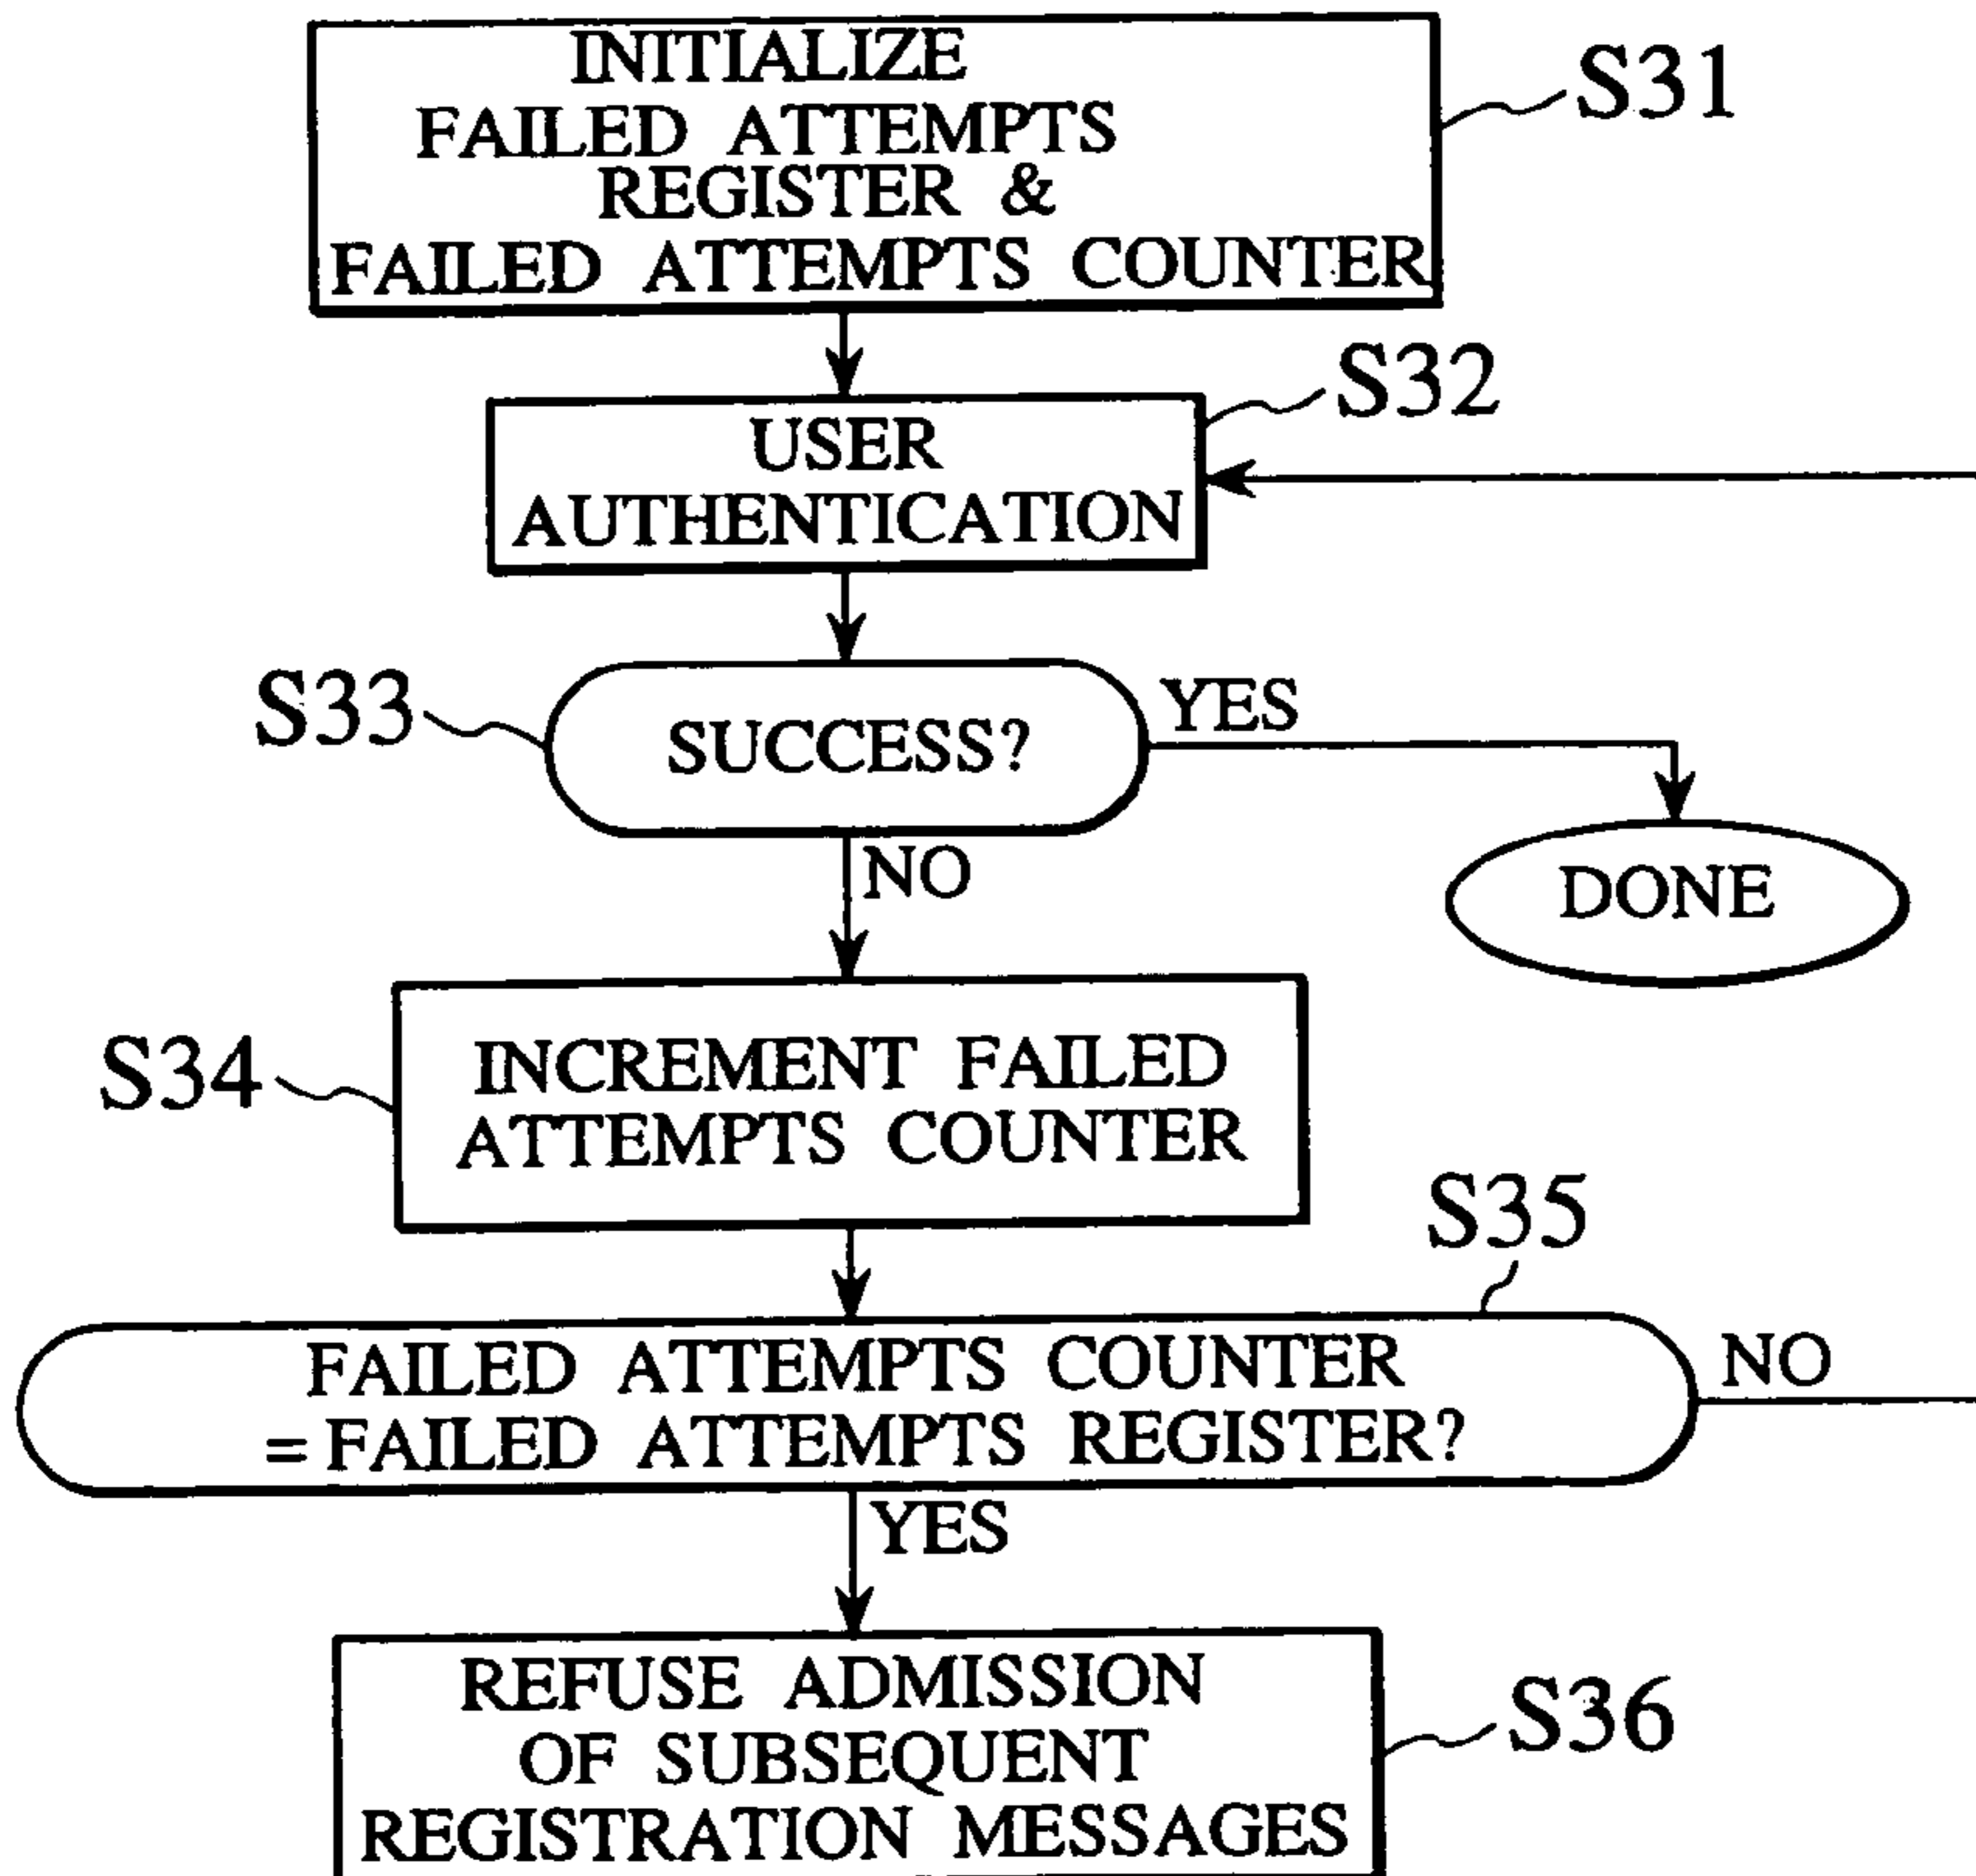 INITIALIZE
FAILED ATTEMPTS
REGISTER &
FAILED ATTEMPTS COUNTER
S31
USER
AUTHENTICATION
S32
SUCCESS?
S33
YES
DONE
NO
INCREMENT FAILED
ATTEMPTS COUNTER
S34
S35
FAILED ATTEMPTS COUNTER
=FAILED ATTEMPTS REGISTER?
NO
YES
REFUSE ADMISSION
OF SUBSEQUENT
REGISTRATION MESSAGES
S36